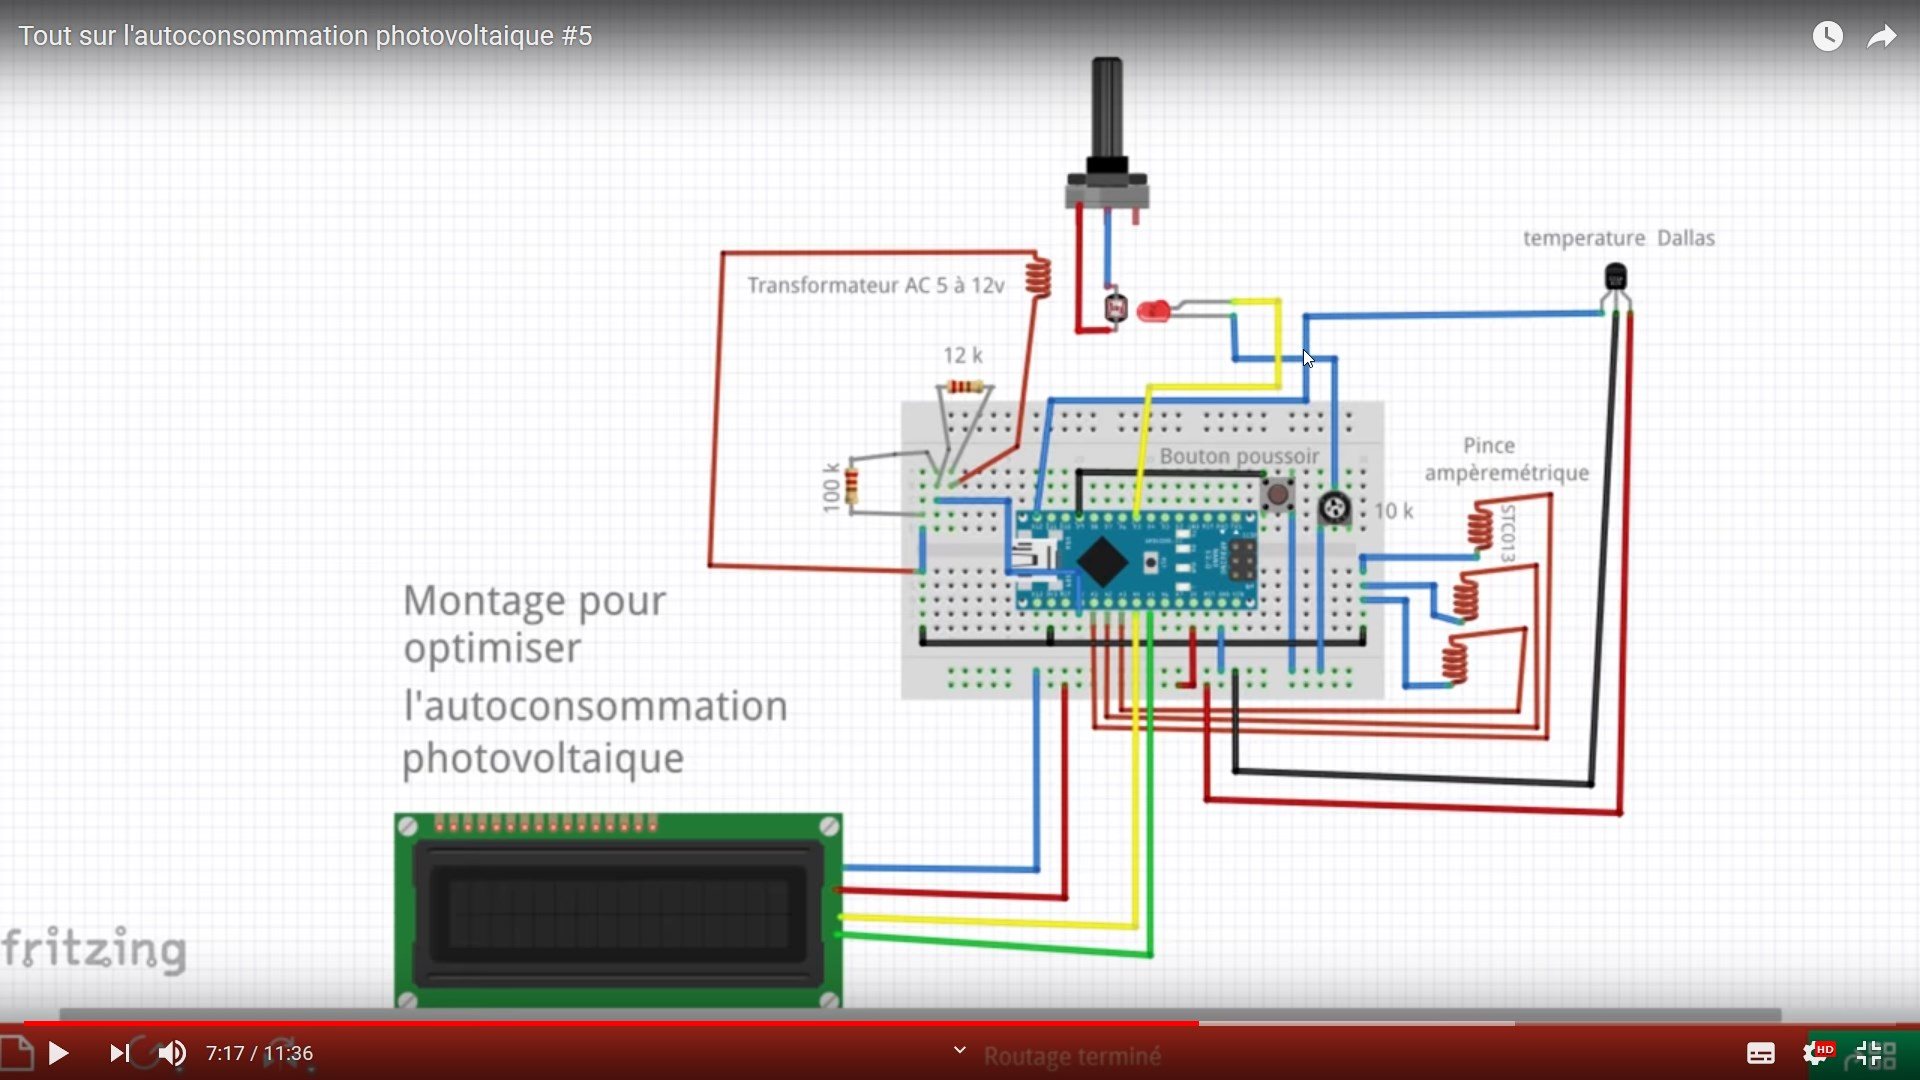 Tout sur l'autoconsommation photovoltaique #5
temperature Dallas
Transformateur AC 5 à 12v
12 k
Pince
ampèremétrique
Bouton poussoir
100 k
10 k
STC013
Montage pour
optimiser
l'autoconsommation
photovoltaique
fritzing
7:17 / 11:36
Routage terminé
HD